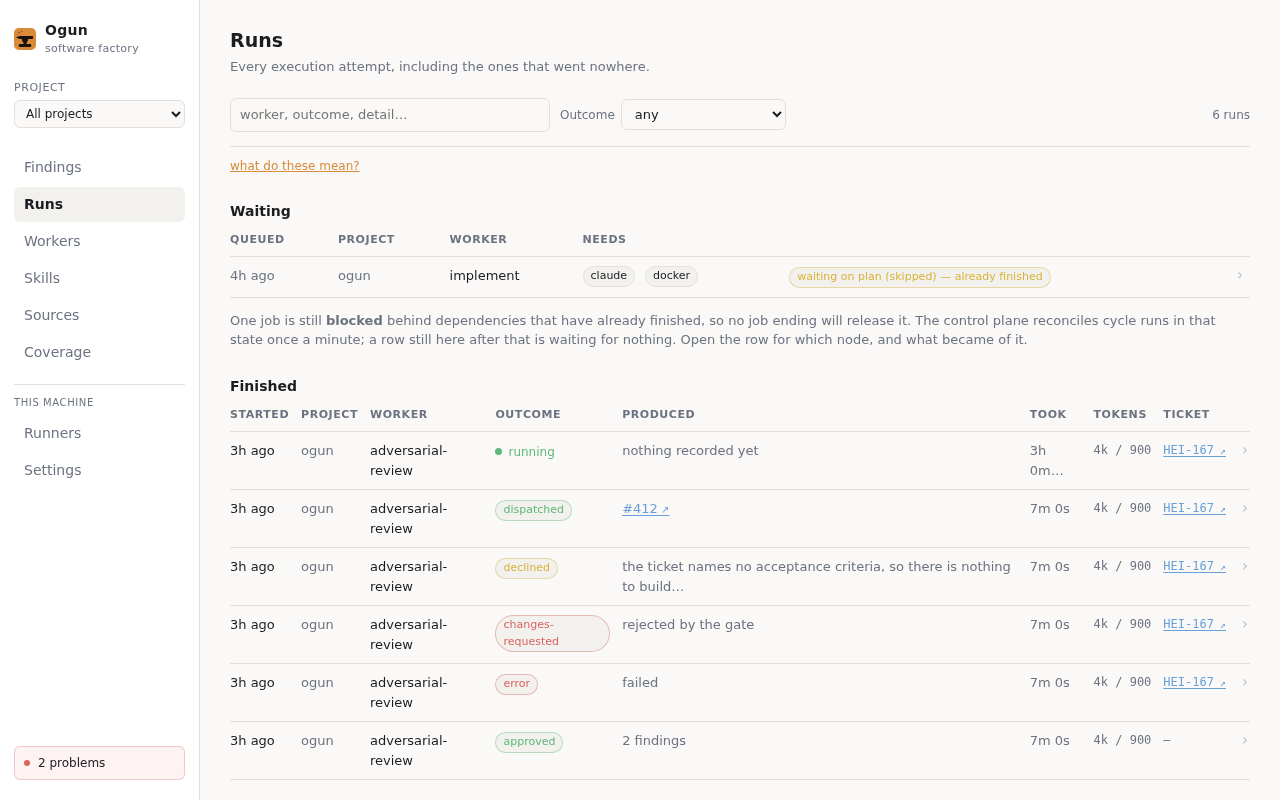 Ogun
software factory
PROJECT
All projects
Findings
Runs
Workers
Skills
Sources
Coverage
THIS MACHINE
Runners
Settings
2 problems
Runs
Every execution attempt, including the ones that went nowhere.
worker, outcome, detail… Outcome any 6 runs
what do these mean?
Waiting
QUEUED PROJECT WORKER NEEDS
4h ago ogun implement claude docker waiting on plan (skipped) — already finished ›
One job is still blocked behind dependencies that have already finished, so no job ending will release it. The control plane reconciles cycle runs in that
state once a minute; a row still here after that is waiting for nothing. Open the row for which node, and what became of it.
Finished
STARTED PROJECT WORKER OUTCOME PRODUCED TOOK TOKENS TICKET
3h ago ogun adversarial- running nothing recorded yet 3h 4k / 900 HEI-167 ↗ ›
review 0m…
3h ago ogun adversarial- dispatched #412 ↗ 7m 0s 4k / 900 HEI-167 ↗ ›
review
3h ago ogun adversarial- declined the ticket names no acceptance criteria, so there is nothing 7m 0s 4k / 900 HEI-167 ↗ ›
review to build…
3h ago ogun adversarial- changes- rejected by the gate 7m 0s 4k / 900 HEI-167 ↗ ›
review requested
3h ago ogun adversarial- error failed 7m 0s 4k / 900 HEI-167 ↗ ›
review
3h ago ogun adversarial- approved 2 findings 7m 0s 4k / 900 — ›
review